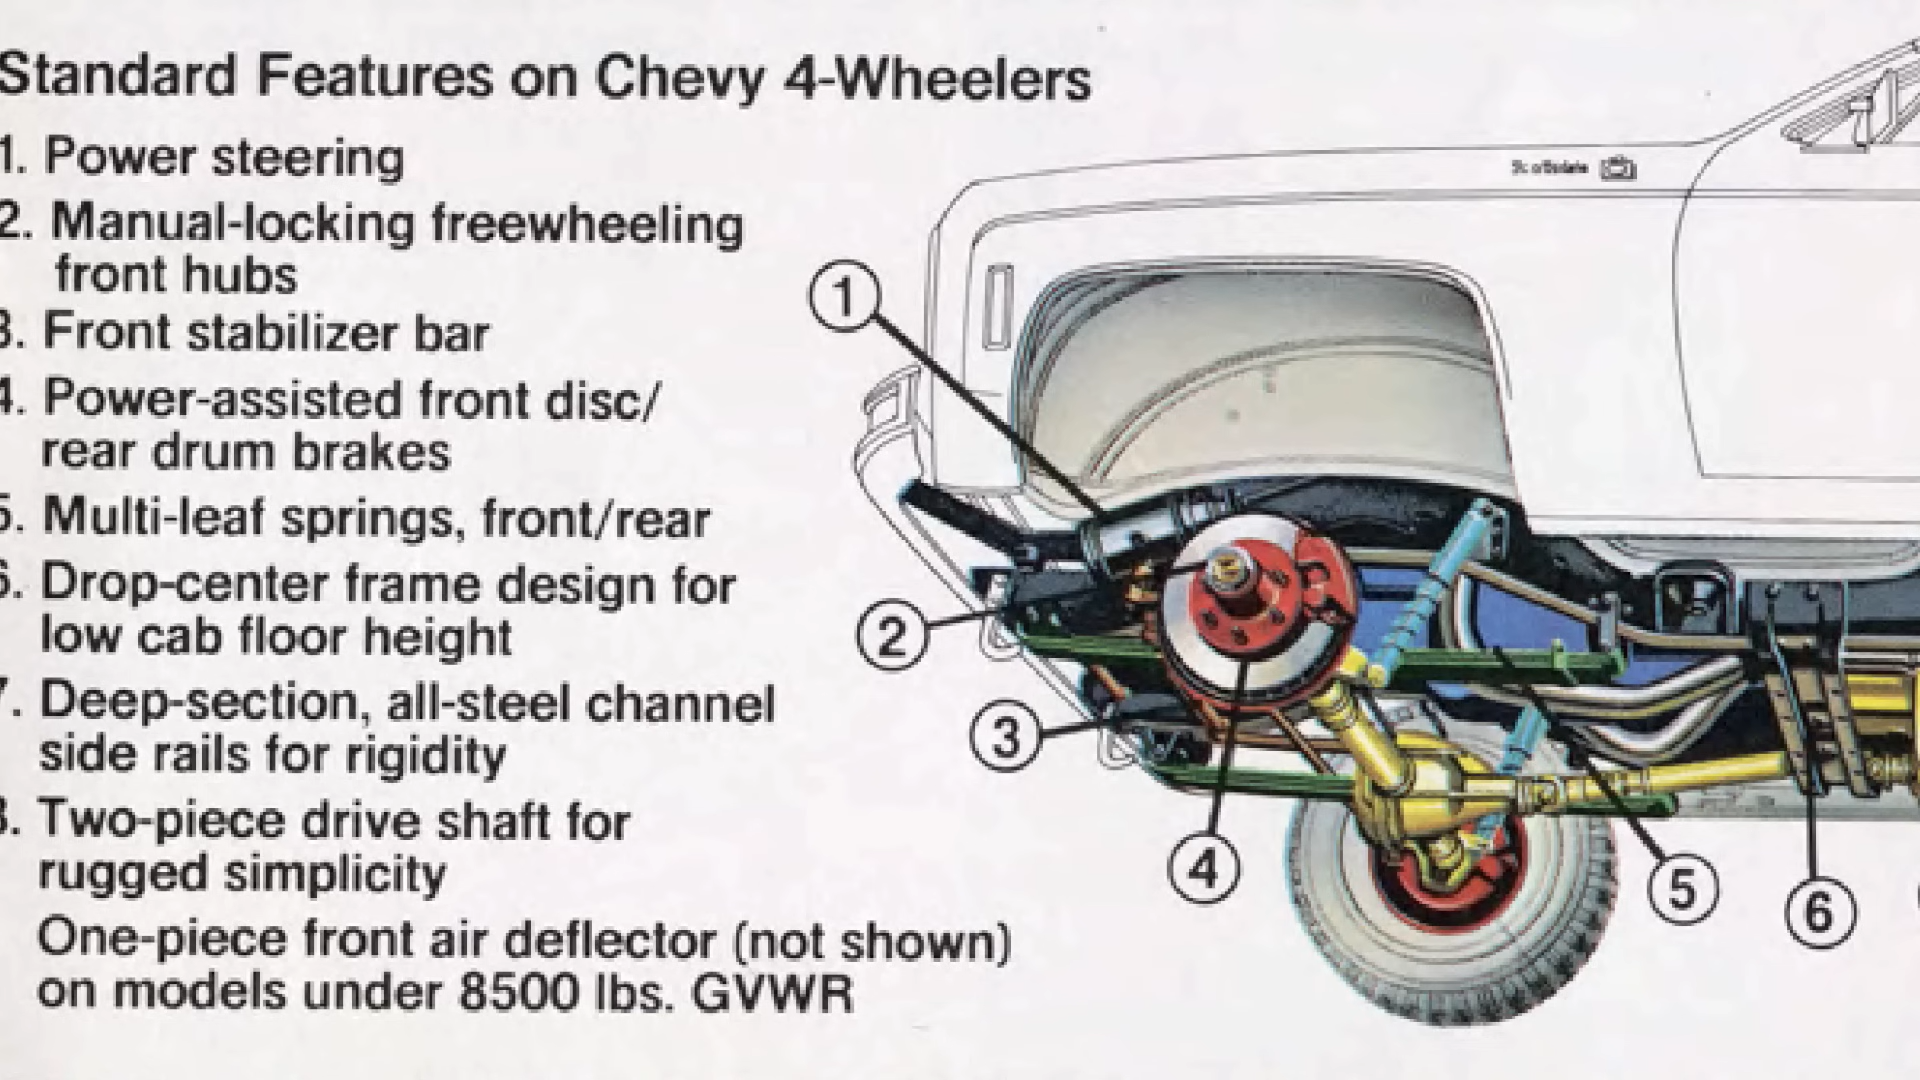 Standard Features on Chevy 4-Wheelers
1. Power steering
2. Manual-locking freewheeling
front hubs
3. Front stabilizer bar
4. Power-assisted front disc/
rear drum brakes
5. Multi-leaf springs, front/rear
6. Drop-center frame design for
low cab floor height
7. Deep-section, all-steel channel
side rails for rigidity
8. Two-piece drive shaft for
rugged simplicity
One-piece front air deflector (not shown)
on models under 8500 lbs. GVWR
Scottsdale
1
2
3
4
5
6